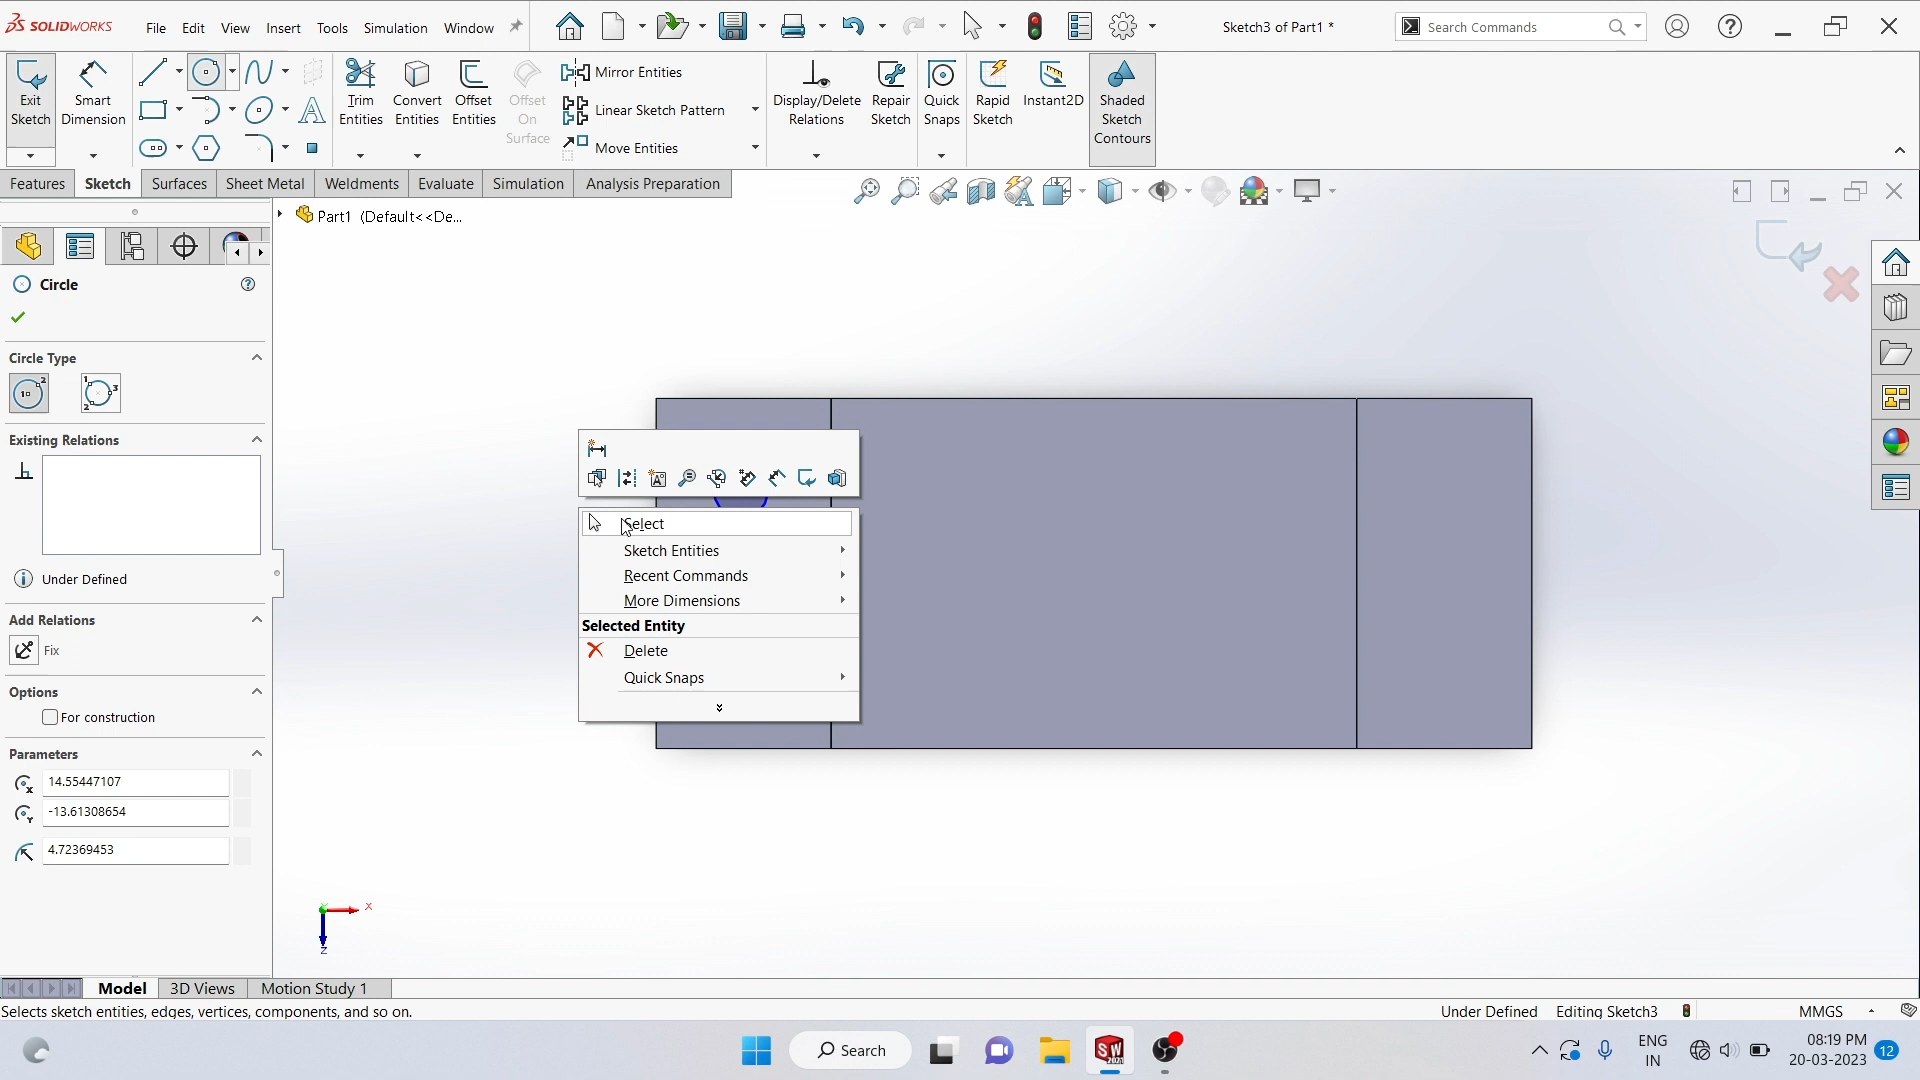 SOLIDWORKS File Edit View Insert Tools Simulation Window Sketch3 of Part1 * Search Commands
Exit Sketch
Smart Dimension
Trim Entities
Convert Entities
Offset Entities
Offset On Surface
Mirror Entities
Linear Sketch Pattern
Move Entities
Display/Delete Relations
Repair Sketch
Quick Snaps
Rapid Sketch
Instant2D
Shaded Sketch Contours
Features Sketch Surfaces Sheet Metal Weldments Evaluate Simulation Analysis Preparation
Part1 (Default<<De...
Circle
Circle Type
Existing Relations
Under Defined
Add Relations
Fix
Options
For construction
Parameters
14.55447107
-13.61308654
4.72369453
Select
Sketch Entities
Recent Commands
More Dimensions
Selected Entity
Delete
Quick Snaps
X
Y
Z
Model 3D Views Motion Study 1
Selects sketch entities, edges, vertices, components, and so on. Under Defined Editing Sketch3 MMGS
Search
ENG
IN
08:19 PM
20-03-2023
12